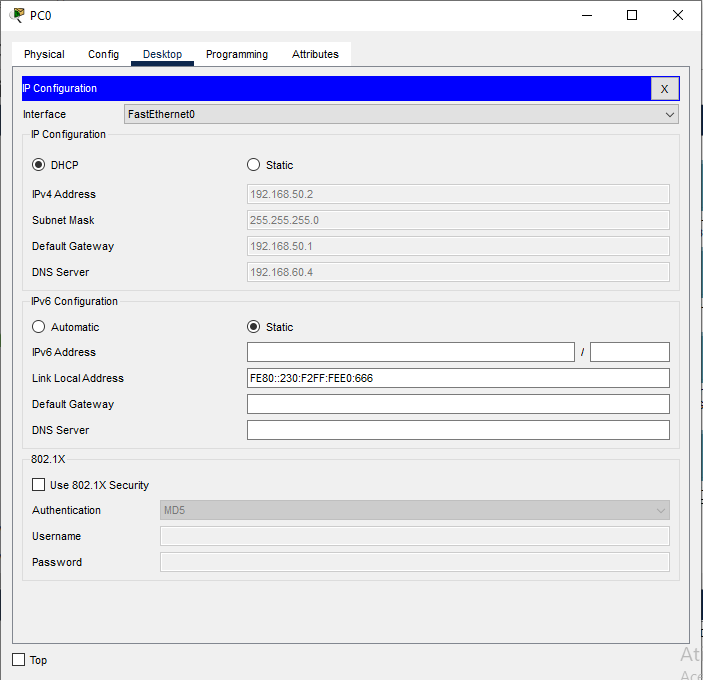 PC0
Physical Config Desktop Programming Attributes
IP Configuration X
Interface FastEthernet0
IP Configuration
DHCP Static
IPv4 Address 192.168.50.2
Subnet Mask 255.255.255.0
Default Gateway 192.168.50.1
DNS Server 192.168.60.4
IPv6 Configuration
Automatic Static
IPv6 Address /
Link Local Address FE80::230:F2FF:FEE0:666
Default Gateway
DNS Server
802.1X
Use 802.1X Security
Authentication MD5
Username
Password
Top